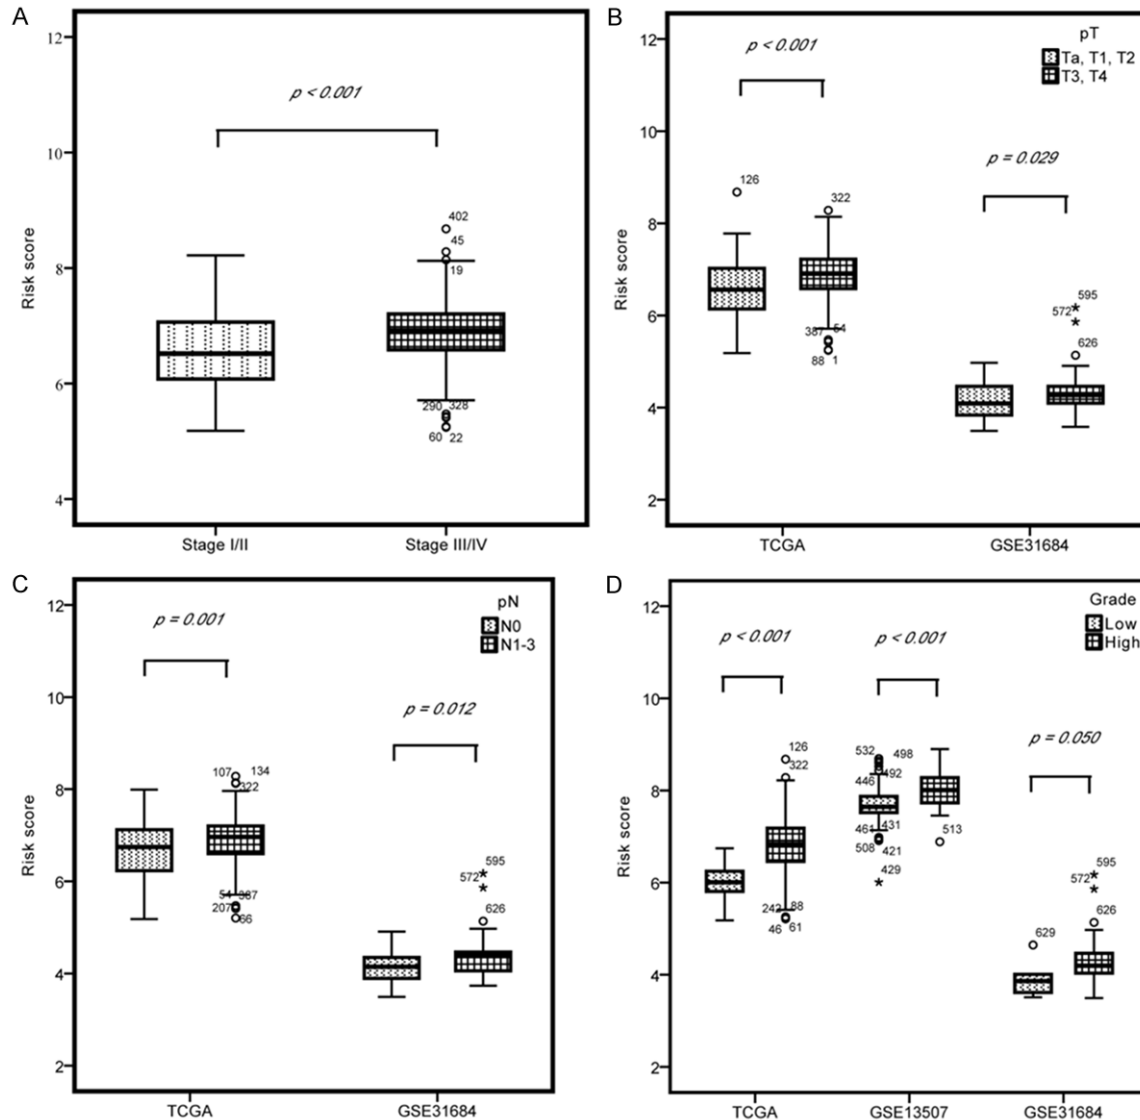 A
12
10
8
6
4
Risk score
p < 0.001
402
45
19
290 328
60 22
Stage I/II
Stage III/IV
B
12
10
8
6
4
2
Risk score
pT
Ta, T1, T2
T3, T4
p < 0.001
p = 0.029
126
322
387 54
88 1
595
572
626
TCGA
GSE31684
C
12
10
8
6
4
2
Risk score
pN
N0
N1-3
p = 0.001
p = 0.012
107 134
322
54 387
207
66
595
572
626
TCGA
GSE31684
D
12
10
8
6
4
2
Risk score
Grade
Low
High
p < 0.001
p < 0.001
p = 0.050
126
322
242 88
46 61
532 498
446 492
461 431
508 421
429
513
629
595
572
626
TCGA
GSE13507
GSE31684